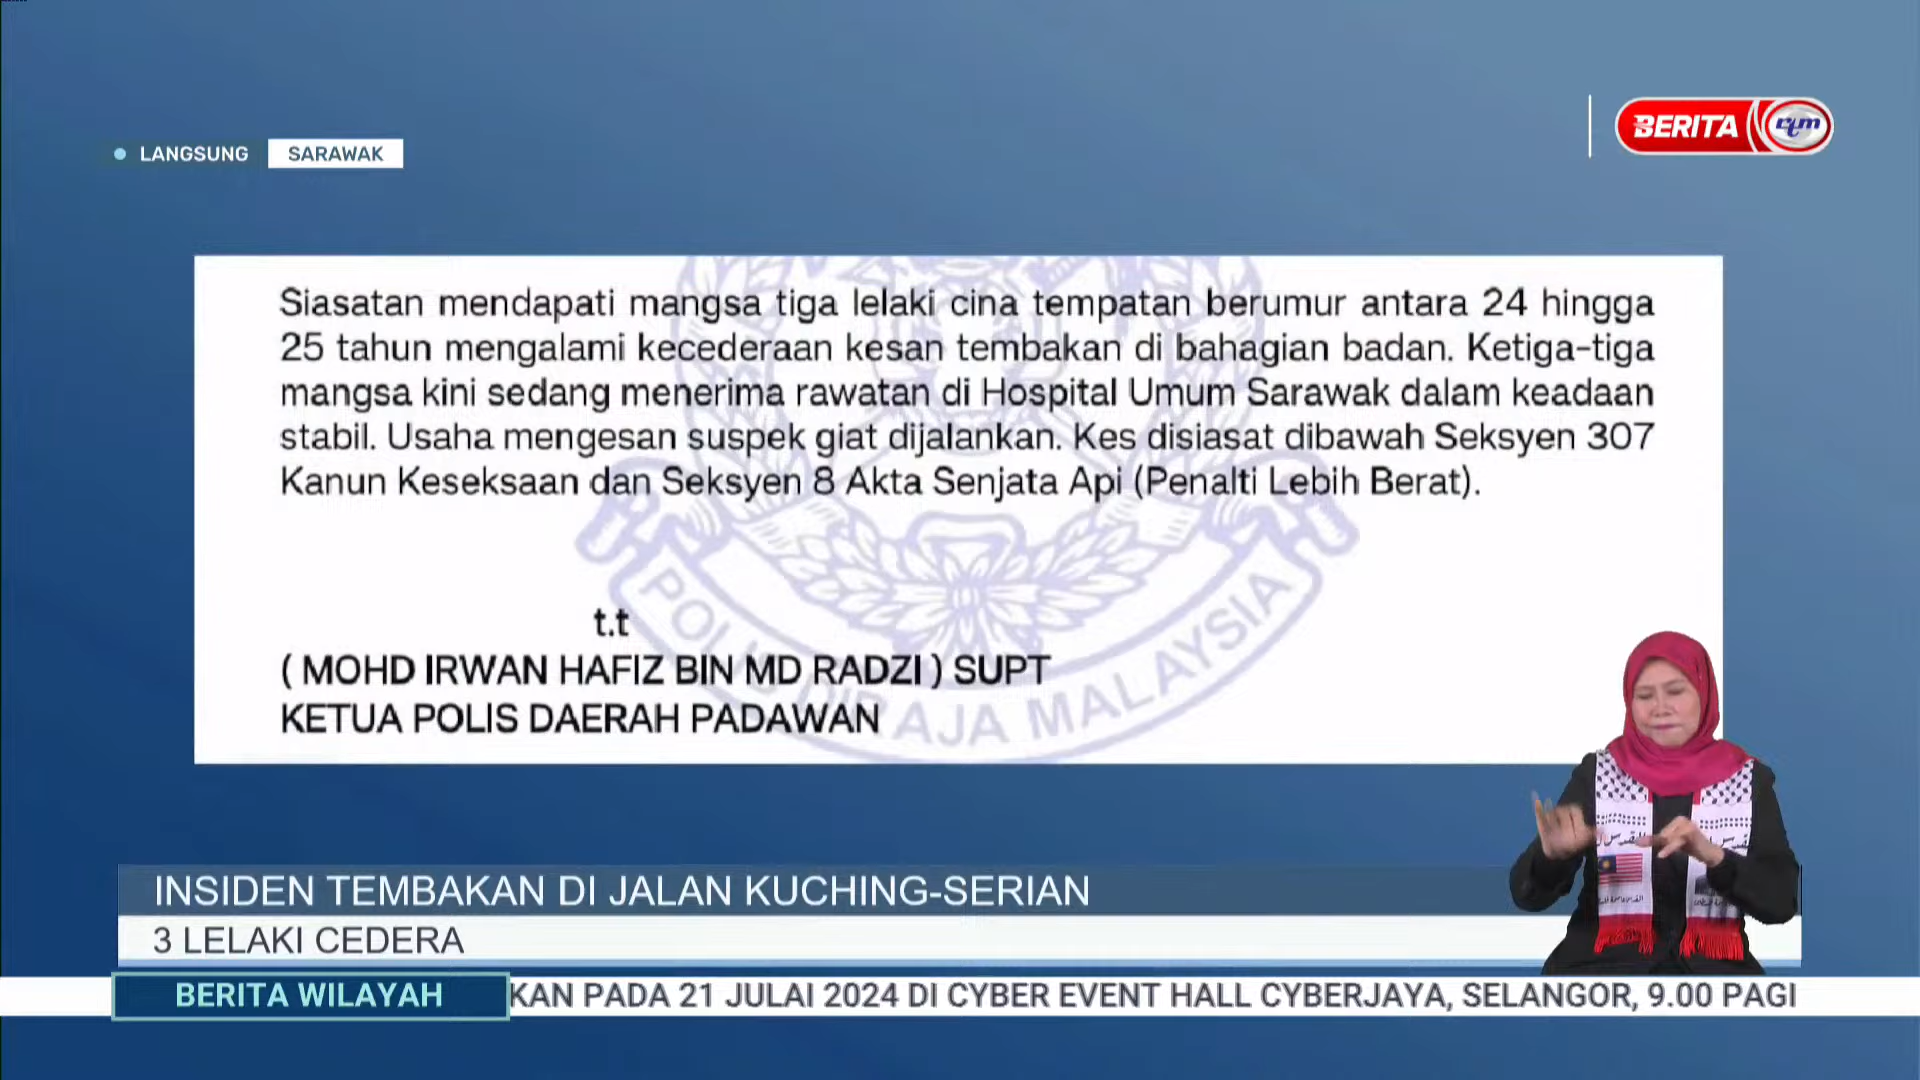 LANGSUNG SARAWAK
BERITA rtm
Siasatan mendapati mangsa tiga lelaki cina tempatan berumur antara 24 hingga
25 tahun mengalami kecederaan kesan tembakan di bahagian badan. Ketiga-tiga
mangsa kini sedang menerima rawatan di Hospital Umum Sarawak dalam keadaan
stabil. Usaha mengesan suspek giat dijalankan. Kes disiasat dibawah Seksyen 307
Kanun Keseksaan dan Seksyen 8 Akta Senjata Api (Penalti Lebih Berat).
t.t
( MOHD IRWAN HAFIZ BIN MD RADZI ) SUPT
KETUA POLIS DAERAH PADAWAN
POLIS DIRAJA MALAYSIA
INSIDEN TEMBAKAN DI JALAN KUCHING-SERIAN
3 LELAKI CEDERA
BERITA WILAYAH KAN PADA 21 JULAI 2024 DI CYBER EVENT HALL CYBERJAYA, SELANGOR, 9.00 PAGI